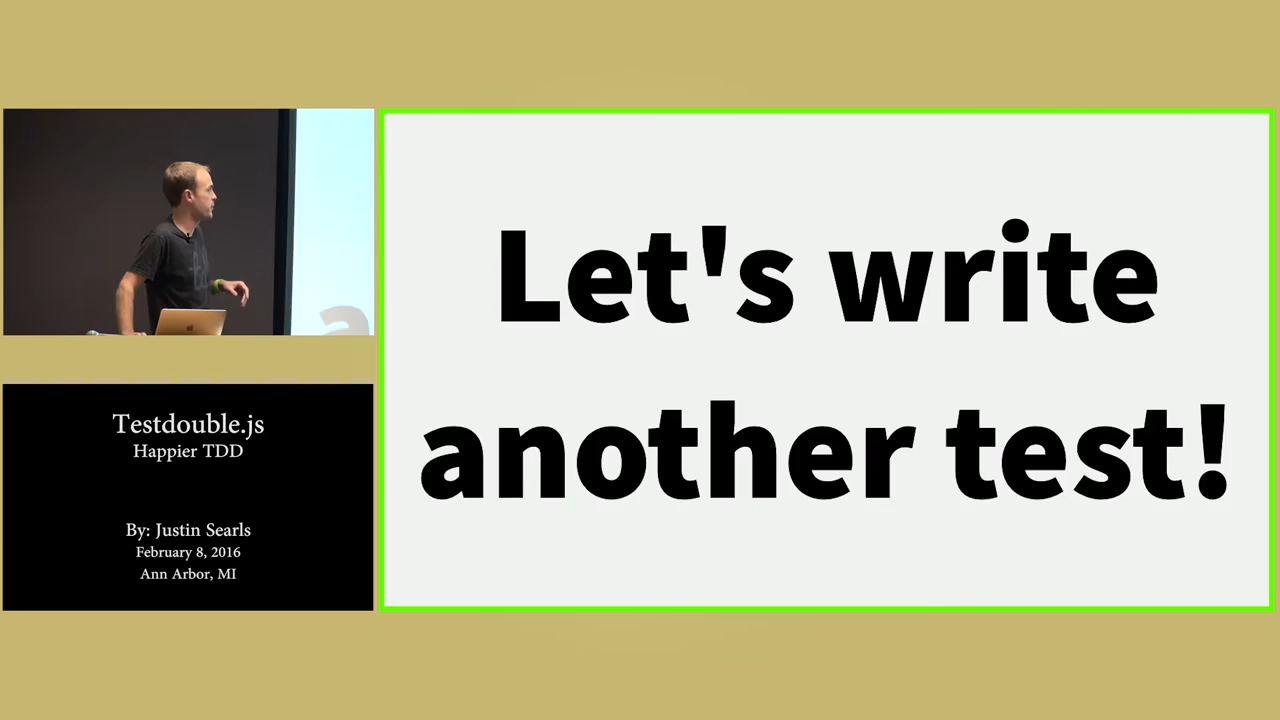 Testdouble.js
Happier TDD
By: Justin Searls
February 8, 2016
Ann Arbor, MI
Let's write
another test!
a